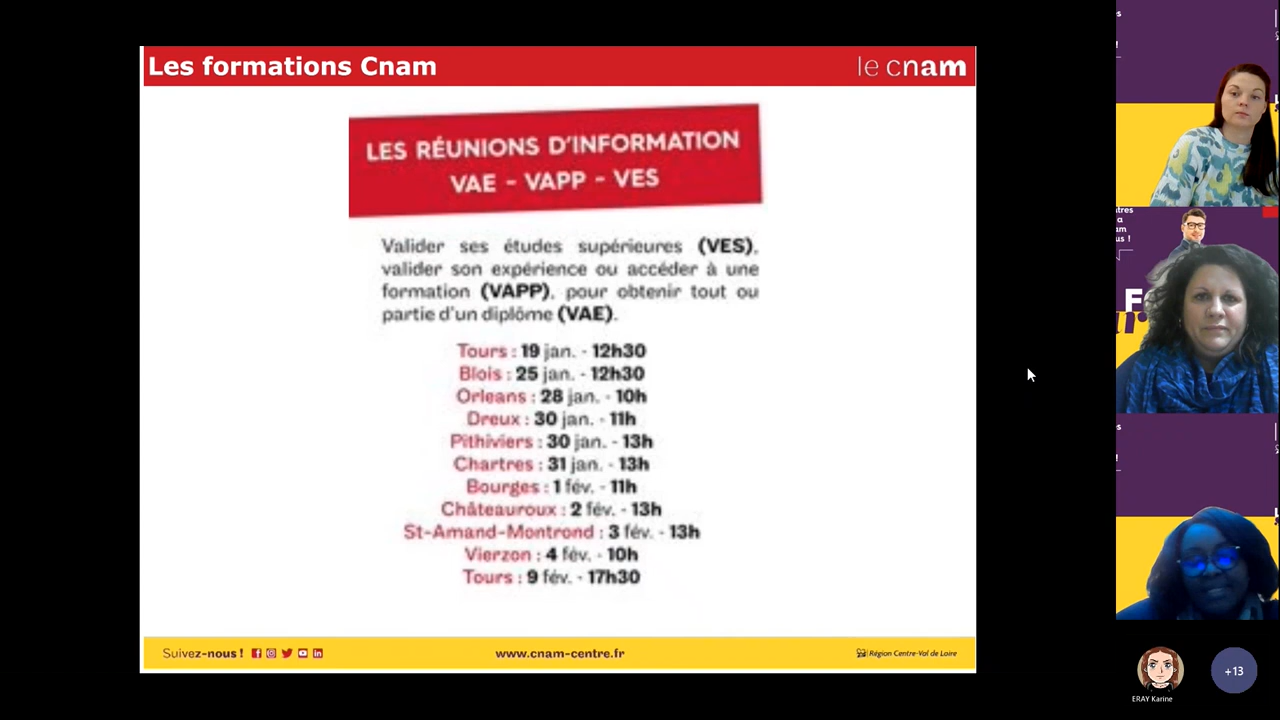 Les formations Cnam
le cnam
LES RÉUNIONS D'INFORMATION
VAE - VAPP - VES
Valider ses études supérieures (VES),
valider son expérience ou accéder à une
formation (VAPP), pour obtenir tout ou
partie d'un diplôme (VAE).
Tours : 19 jan. - 12h30
Blois : 25 jan. - 12h30
Orleans : 28 jan. - 10h
Dreux : 30 jan. - 11h
Pithiviers : 30 jan. - 13h
Chartres : 31 jan. - 13h
Bourges : 1 fév. - 11h
Châteauroux : 2 fév. - 13h
St-Amand-Montrond : 3 fév. - 13h
Vierzon : 4 fév. - 10h
Tours : 9 fév. - 17h30
Suivez-nous !
www.cnam-centre.fr
Région Centre-Val de Loire
ERAY Karine
+13